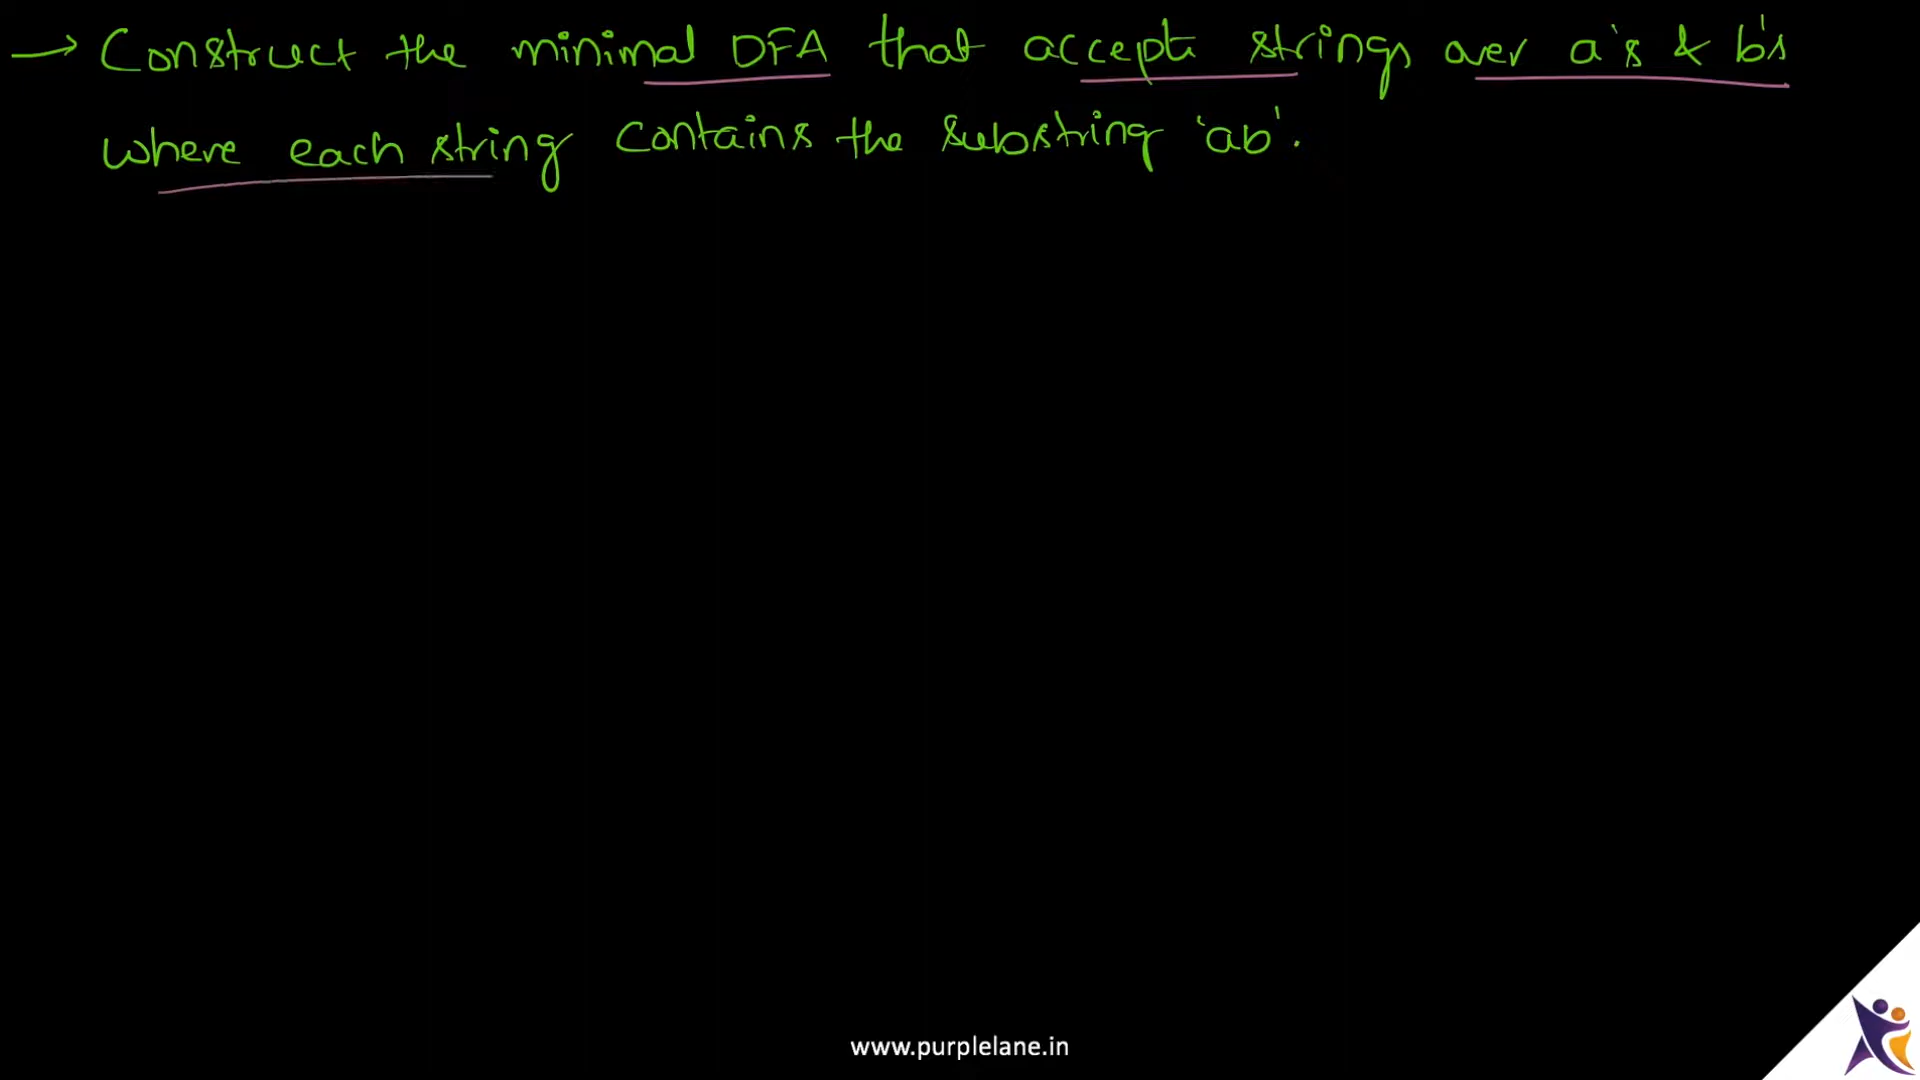 → Construct the minimal DFA that accepts strings over a's & b's
where each string contains the substring 'ab'.
www.purplelane.in